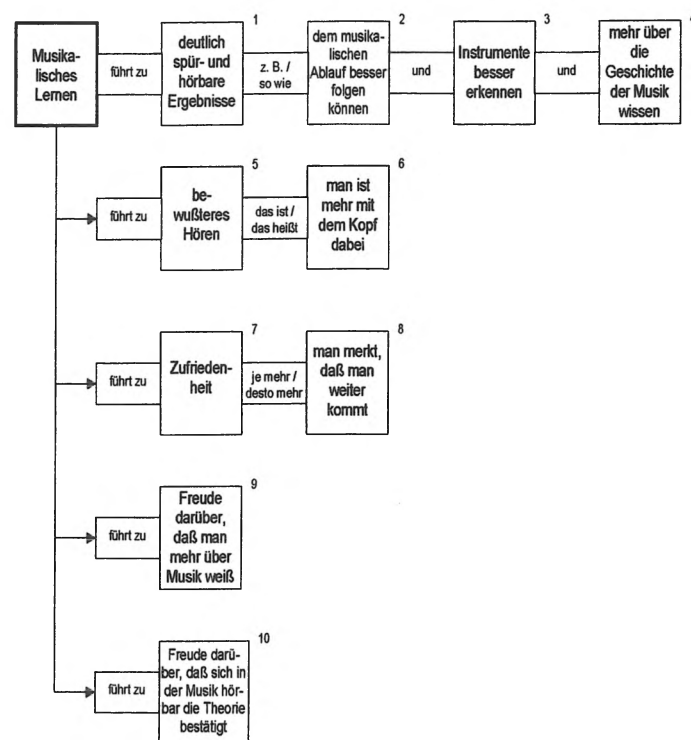 Musika-
lisches
Lernen
führt zu
1
deutlich
spür- und
hörbare
Ergebnisse
z. B. /
so wie
2
dem musika-
lischen
Ablauf besser
folgen
können
und
3
Instrumente
besser
erkennen
und
mehr über
die
Geschichte
der Musik
wissen
führt zu
5
be-
wußteres
Hören
das ist /
das heißt
6
man ist
mehr mit
dem Kopf
dabei
führt zu
7
Zufrieden-
heit
je mehr /
desto mehr
8
man merkt,
daß man
weiter
kommt
führt zu
9
Freude
darüber,
daß man
mehr über
Musik weiß
führt zu
10
Freude darü-
ber, daß sich in
der Musik hör-
bar die Theorie
bestätigt